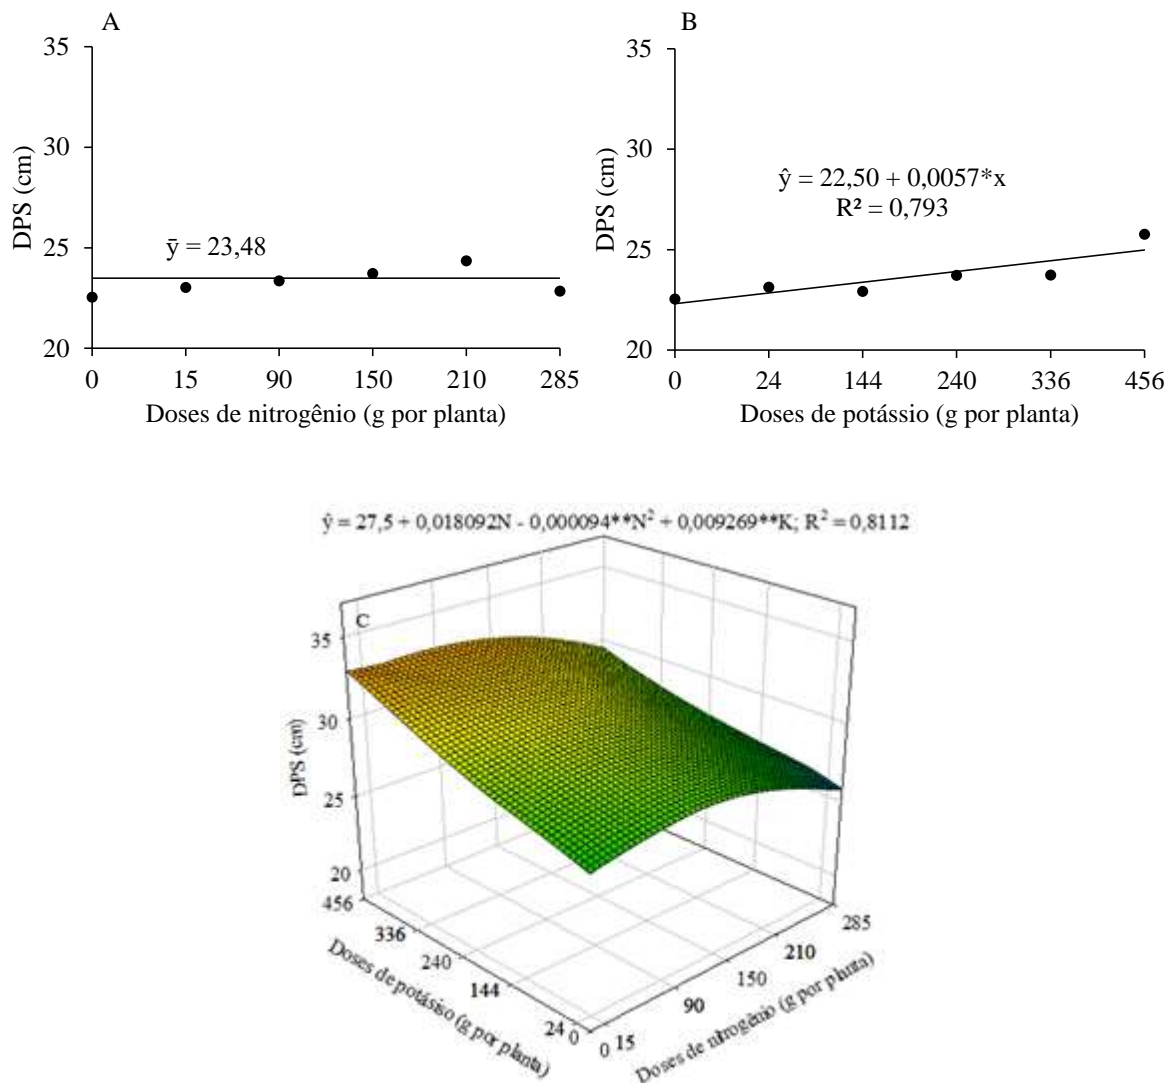 A
35
30
25
20
DPS (cm)
ȳ = 23,48
0 15 90 150 210 285
Doses de nitrogênio (g por planta)
B
35
30
25
20
DPS (cm)
ŷ = 22,50 + 0,0057*x
R² = 0,793
0 24 144 240 336 456
Doses de potássio (g por planta)
ŷ = 27,5 + 0,018092N - 0,000094**N² + 0,009269**K; R² = 0,8112
C
35
30
25
20
DPS (cm)
456
336
240
144
24
0
Doses de potásiso (g por planta)
0
15
90
150
210
285
Doses de nitrogênio (g por planta)